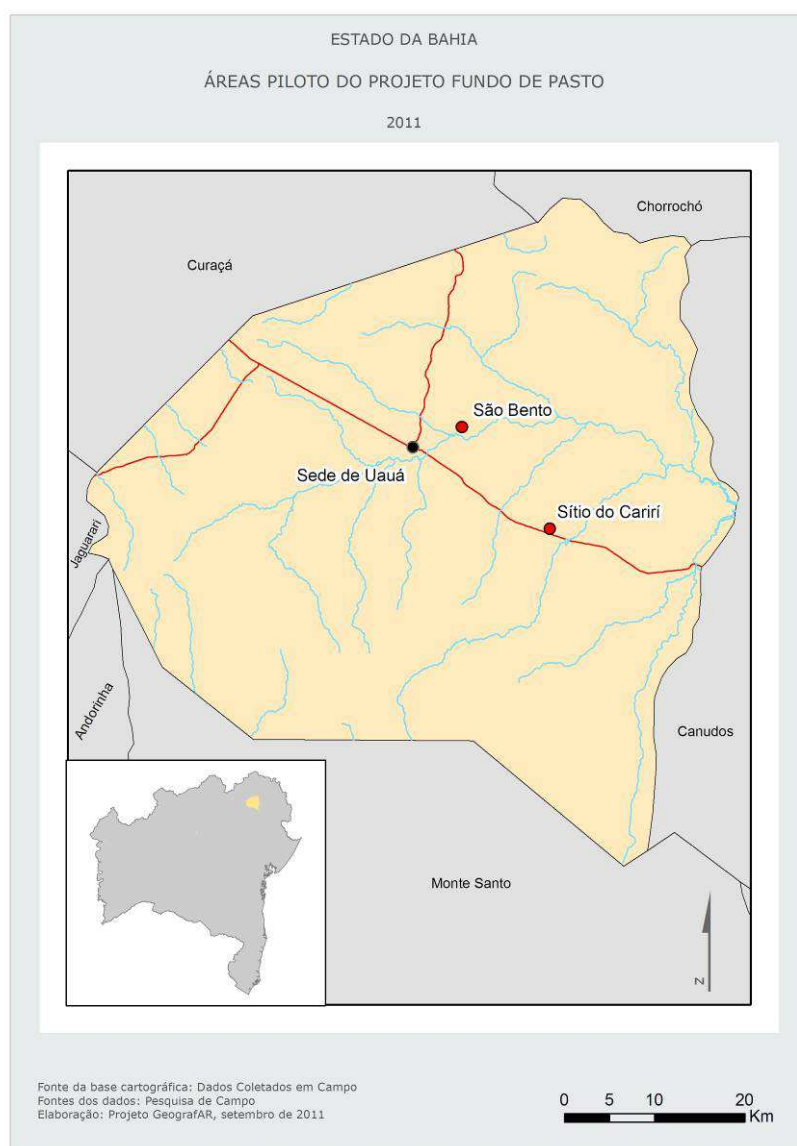 ESTADO DA BAHIA
ÁREAS PILOTO DO PROJETO FUNDO DE PASTO
2011
Chorrochó
Curaçá
São Bento
Sede de Uauá
Sítio do Carirí
Jaguararí
Andorinha
Canudos
Monte Santo
N
Fonte da base cartográfica: Dados Coletados em Campo
Fontes dos dados: Pesquisa de Campo
Elaboração: Projeto GeografAR, setembro de 2011
0 5 10 20
Km